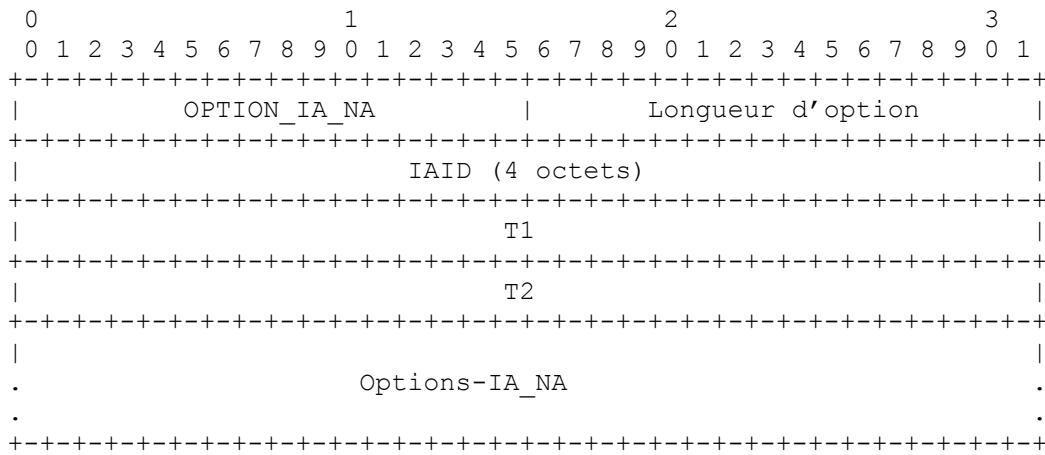 0                   1                   2                   3
 0 1 2 3 4 5 6 7 8 9 0 1 2 3 4 5 6 7 8 9 0 1 2 3 4 5 6 7 8 9 0 1
+-+-+-+-+-+-+-+-+-+-+-+-+-+-+-+-+-+-+-+-+-+-+-+-+-+-+-+-+-+-+-+-+
|          OPTION_IA_NA         |       Longueur d’option       |
+-+-+-+-+-+-+-+-+-+-+-+-+-+-+-+-+-+-+-+-+-+-+-+-+-+-+-+-+-+-+-+-+
|                        IAID (4 octets)                        |
+-+-+-+-+-+-+-+-+-+-+-+-+-+-+-+-+-+-+-+-+-+-+-+-+-+-+-+-+-+-+-+-+
|                              T1                               |
+-+-+-+-+-+-+-+-+-+-+-+-+-+-+-+-+-+-+-+-+-+-+-+-+-+-+-+-+-+-+-+-+
|                              T2                               |
+-+-+-+-+-+-+-+-+-+-+-+-+-+-+-+-+-+-+-+-+-+-+-+-+-+-+-+-+-+-+-+-+
|                                                               |
.                     Options-IA_NA                             .
.                                                               .
+-+-+-+-+-+-+-+-+-+-+-+-+-+-+-+-+-+-+-+-+-+-+-+-+-+-+-+-+-+-+-+-+